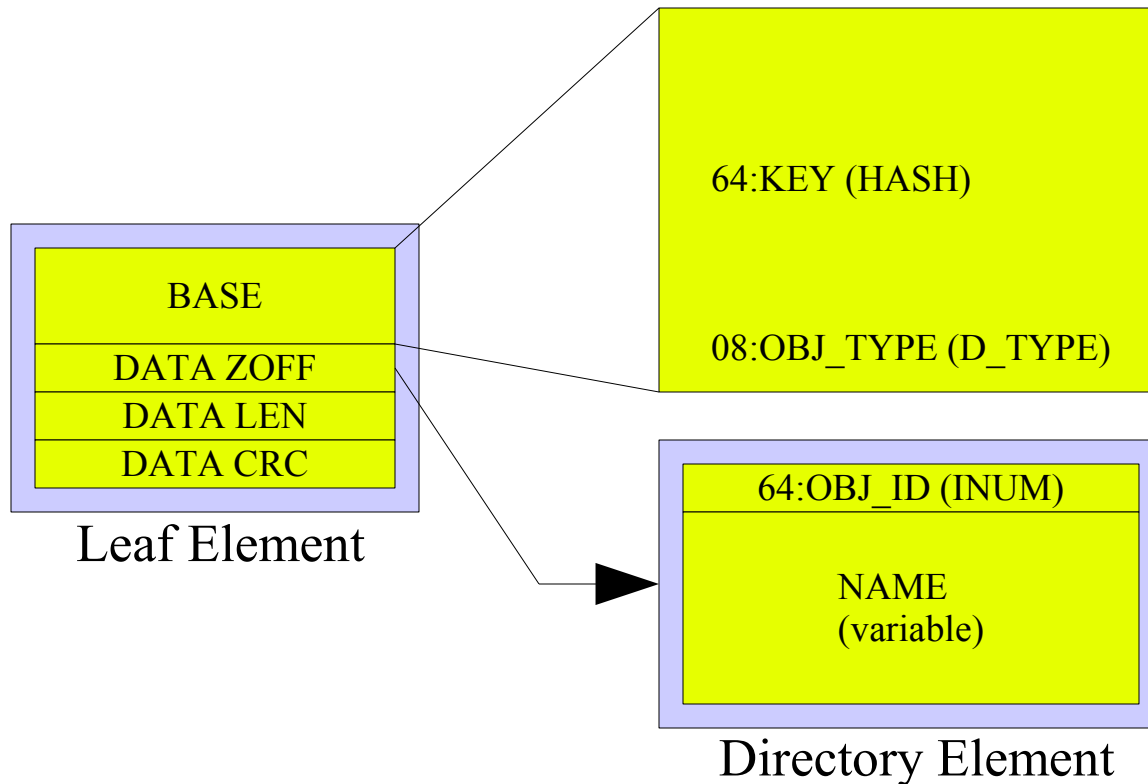 64:KEY (HASH)
08:OBJ_TYPE (D_TYPE)
BASE
DATA ZOFF
DATA LEN
DATA CRC
Leaf Element
64:OBJ_ID (INUM)
NAME
(variable)
Directory Element